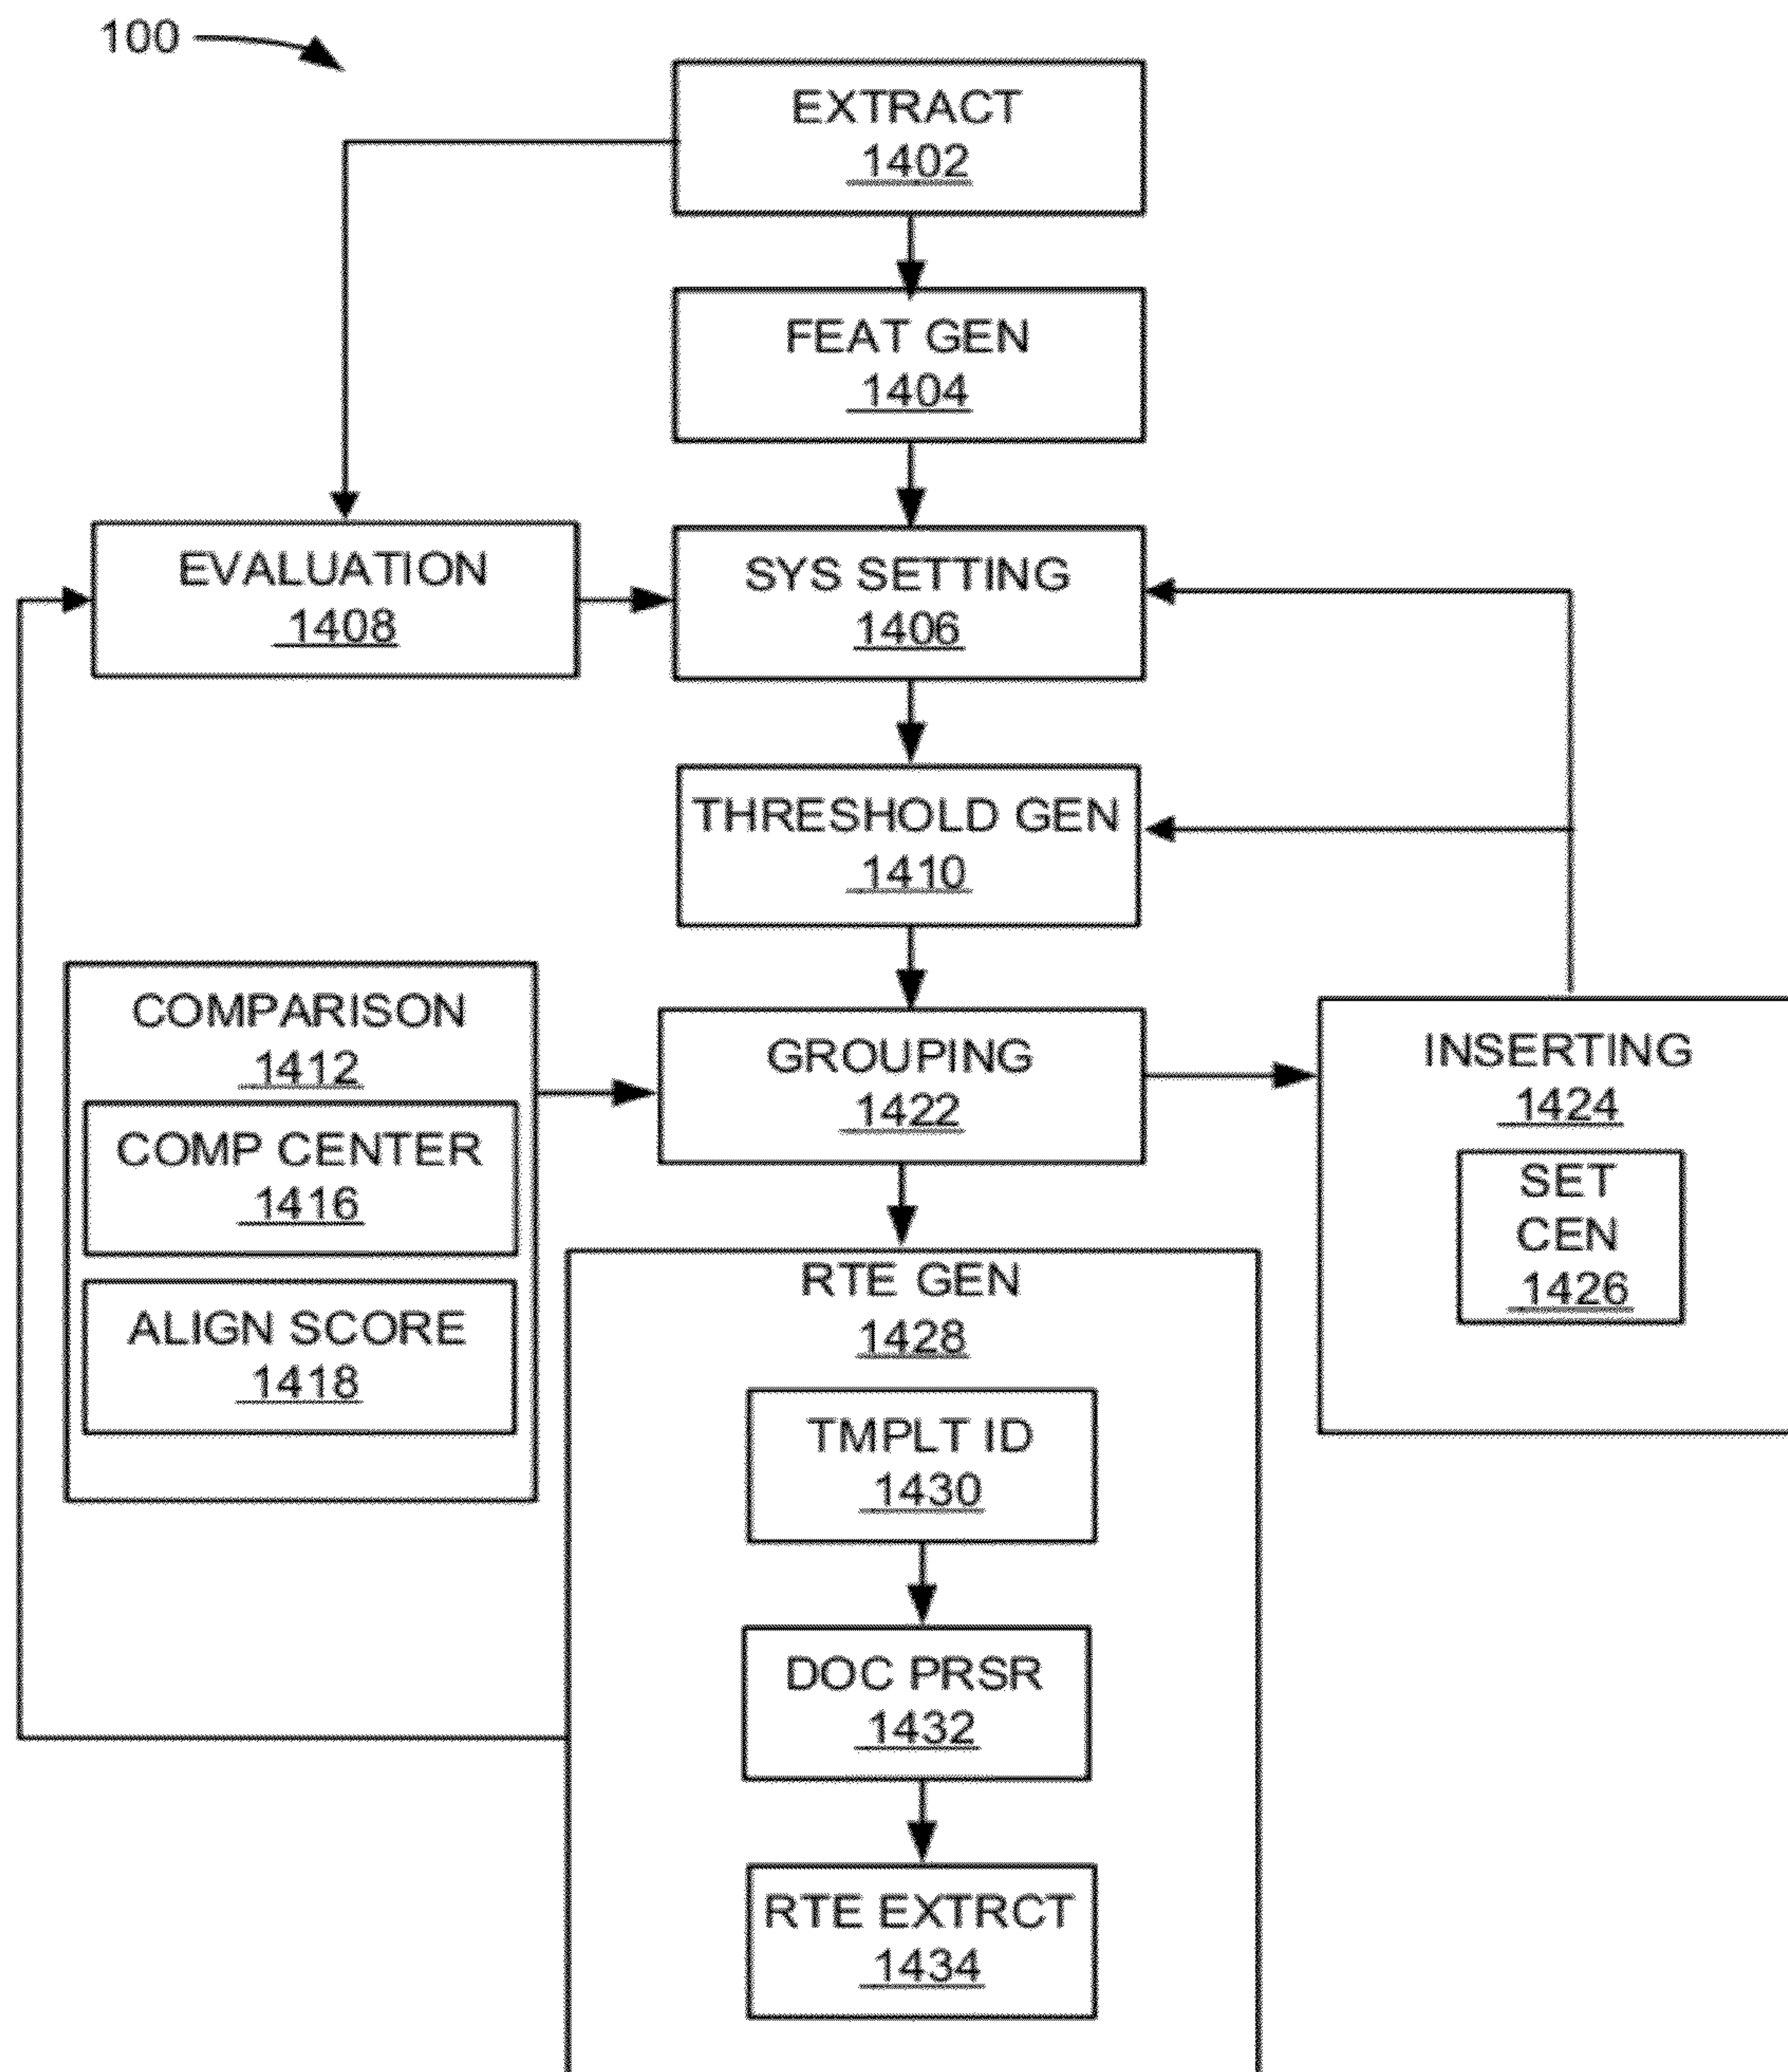 100
EXTRACT
1402
FEAT GEN
1404
EVALUATION
1408
SYS SETTING
1406
THRESHOLD GEN
1410
COMPARISON
1412
COMP CENTER
1416
ALIGN SCORE
1418
GROUPING
1422
INSERTING
1424
SET
CEN
1426
RTE GEN
1428
TMPLT ID
1430
DOC PRSR
1432
RTE EXTRCT
1434